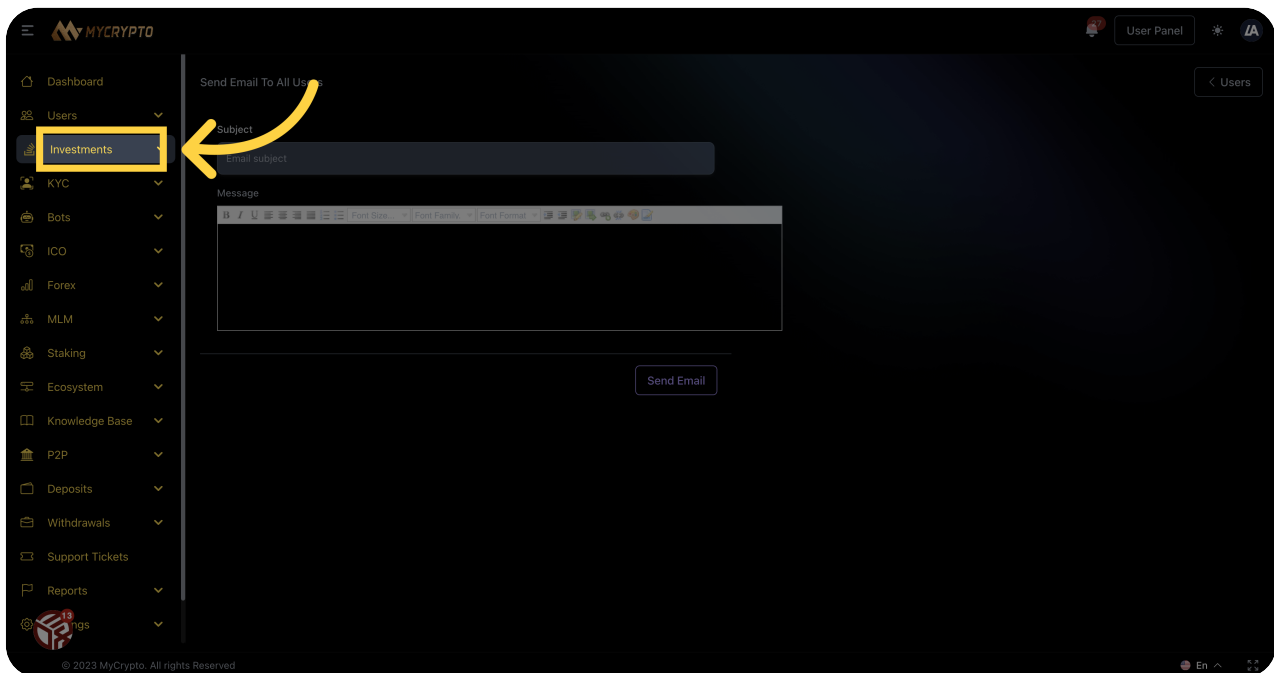 MYCRYPTO
User Panel
Dashboard
Users
Investments
KYC
Bots
ICO
Forex
MLM
Staking
Ecosystem
Knowledge Base
P2P
Deposits
Withdrawals
Support Tickets
Reports
13
© 2023 MyCrypto. All rights Reserved
Send Email To All Users
< Users
Subject
Email subject
Message
B I U Font Size... Font Family. Font Format
Send Email
En